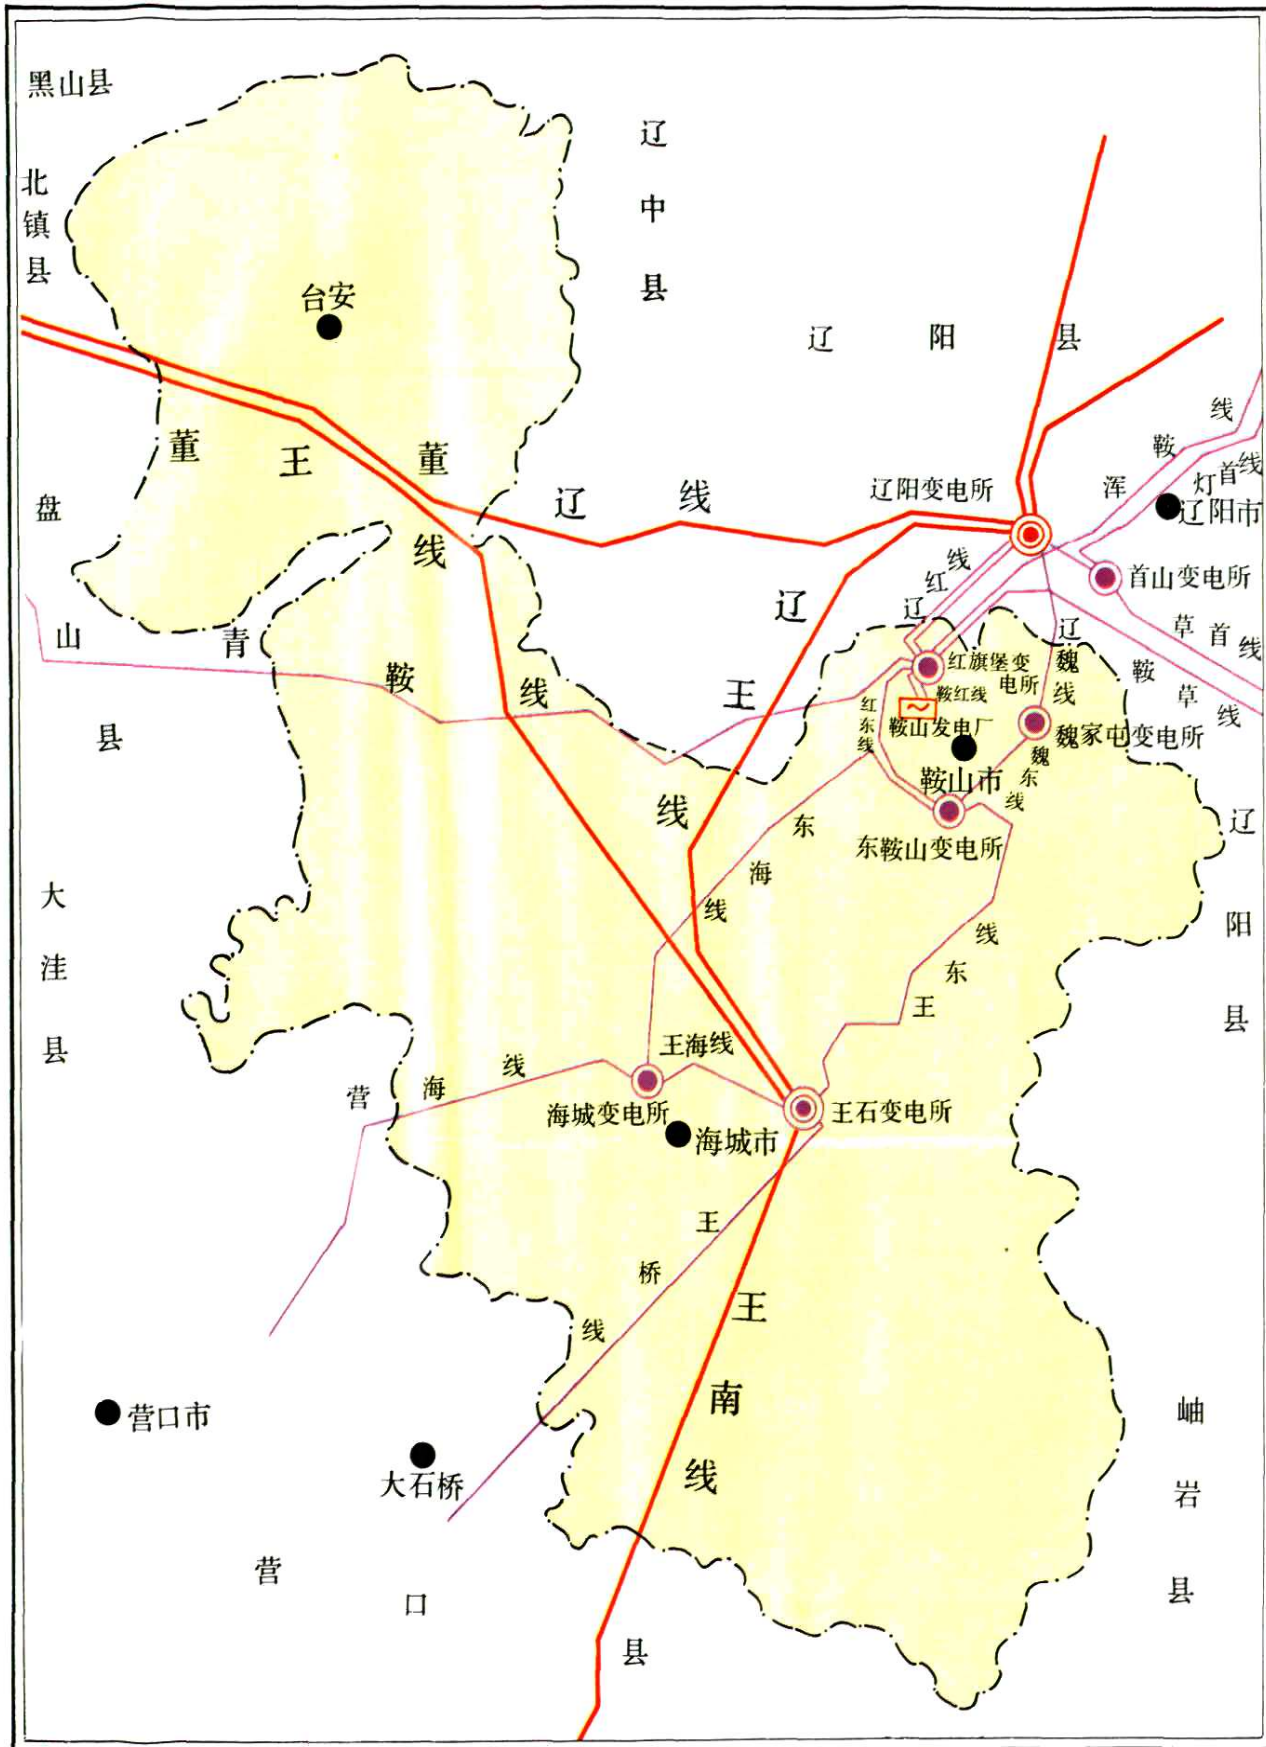 黑山县
北镇县
辽中县
台安
辽阳县
董王线
董辽线
辽阳变电所
浑鞍线
灯首线
辽阳市
首山变电所
草首线
鞍草线
盘山县
青鞍线
辽王线
辽红线
红旗堡变
电所
鞍红线
鞍山发电厂
红东线
辽魏线
魏家屯变电所
魏东线
鞍山市
东鞍山变电所
东海线
王东线
辽阳县
大洼县
王海线
营海线
海城变电所
海城市
王石变电所
王桥线
王南线
营口市
大石桥
营口县
岫岩县